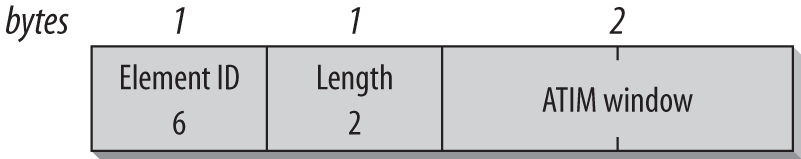 bytes 1 1 2
Element ID Length ATIM window
6 2